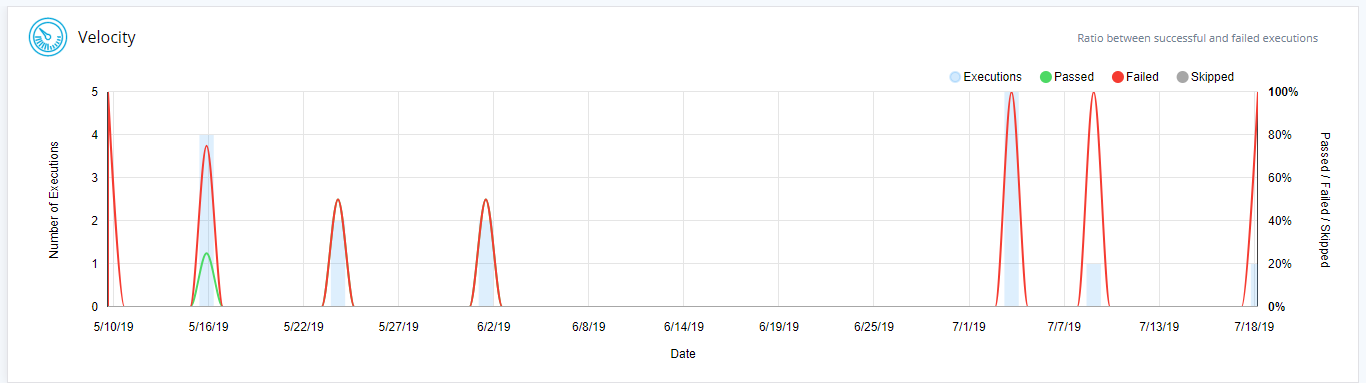 Velocity
Ratio between successful and failed executions
Executions Passed Failed Skipped
5 100%
4 80%
3 60%
2 40%
1 20%
0 0%
Number of Executions
Passed / Failed / Skipped
5/10/19 5/16/19 5/22/19 5/27/19 6/2/19 6/8/19 6/14/19 6/19/19 6/25/19 7/1/19 7/7/19 7/13/19 7/18/19
Date